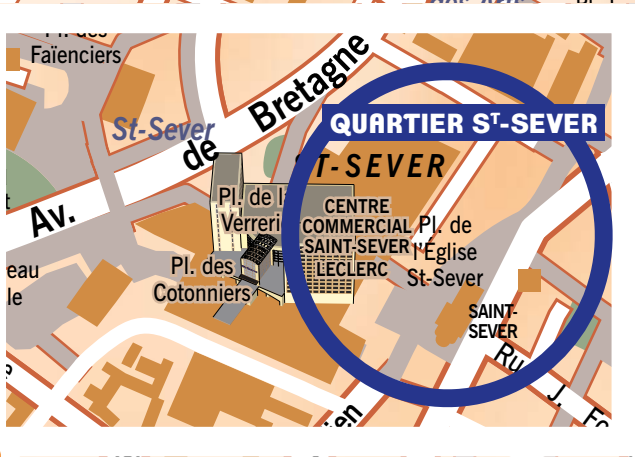 Pl. des
Faïenciers
St-Sever
Av. de Bretagne
QUARTIER Sᵀ-SEVER
ST-SEVER
Pl. de la
Verrerie
CENTRE
COMMERCIAL
SAINT-SEVER
LECLERC
Pl. de
l'Église
St-Sever
Pl. des
Cotonniers
eau
le
SAINT-
SEVER
Ru
J.